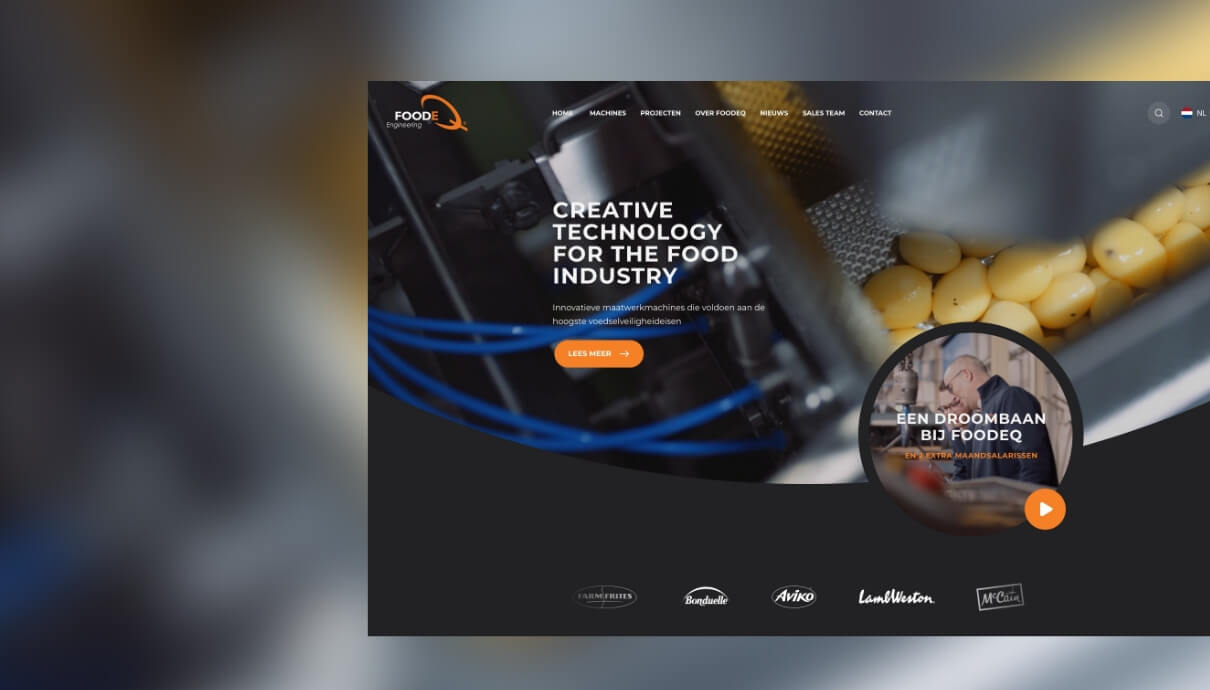 FOODE
Engineering
HOME MACHINES PROJECTEN OVER FOODEQ NIEUWS SALES TEAM CONTACT
NL
CREATIVE
TECHNOLOGY
FOR THE FOOD
INDUSTRY
Innovatieve maatwerkmachines die voldoen aan de
hoogste voedselveiligheideisen
LEES MEER
EEN DROOMBAAN
BIJ FOODEQ
EN 2 EXTRA MAANDSALARISSEN
FARM FRITES Bonduelle AVIKO LambWeston McCain